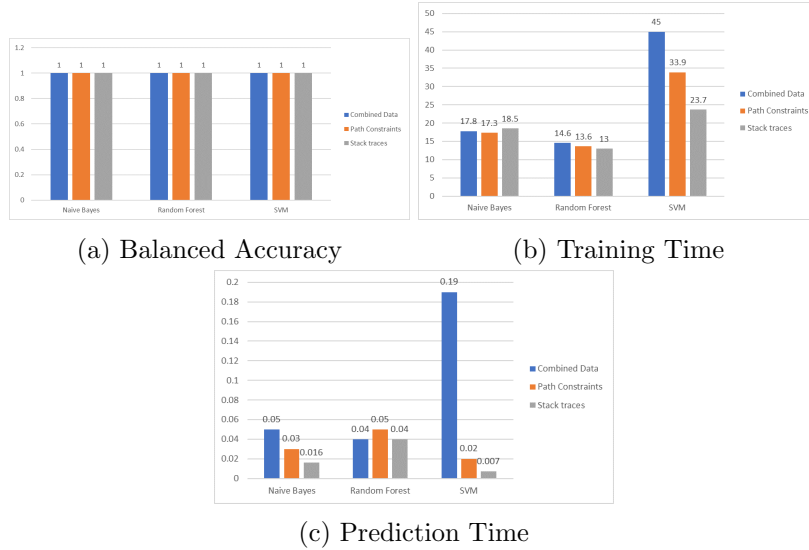 1.2
1 1 1 1 1 1 1 1 1
1
0.8
0.6
0.4
0.2
0
Naive Bayes Random Forest SVM
Combined Data
Path Constraints
Stack traces
(a) Balanced Accuracy
50
45
45
40
35
33.9
30
25
23.7
20
17.8 17.3 18.5
15
14.6 13.6 13
10
5
0
Naive Bayes Random Forest SVM
Combined Data
Path Constraints
Stack traces
(b) Training Time
0.2
0.19
0.18
0.16
0.14
0.12
0.1
0.08
0.06
0.05 0.03 0.016
0.04 0.05 0.04
0.04
0.02
0.02 0.007
0
Naive Bayes Random Forest SVM
Combined Data
Path Constraints
Stack traces
(c) Prediction Time